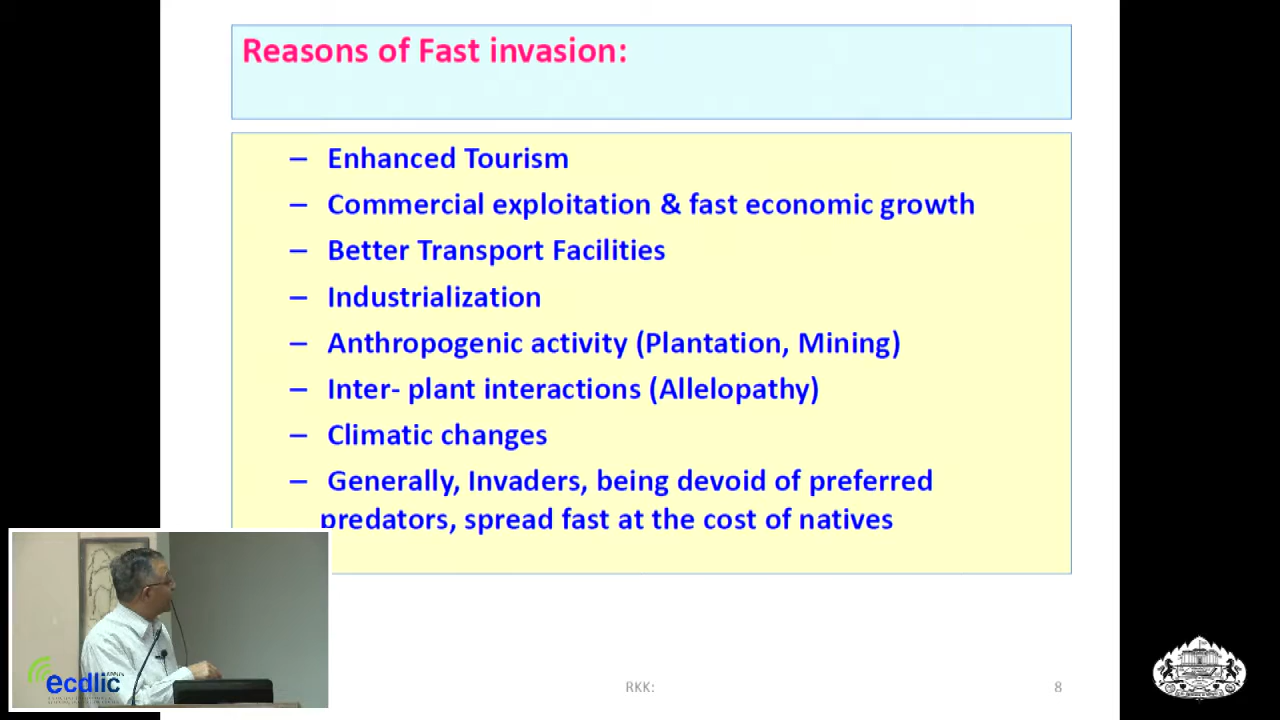 Reasons of Fast invasion:
– Enhanced Tourism
– Commercial exploitation & fast economic growth
– Better Transport Facilities
– Industrialization
– Anthropogenic activity (Plantation, Mining)
– Inter- plant interactions (Allelopathy)
– Climatic changes
– Generally, Invaders, being devoid of preferred
predators, spread fast at the cost of natives
ecdlic
RKK:
8